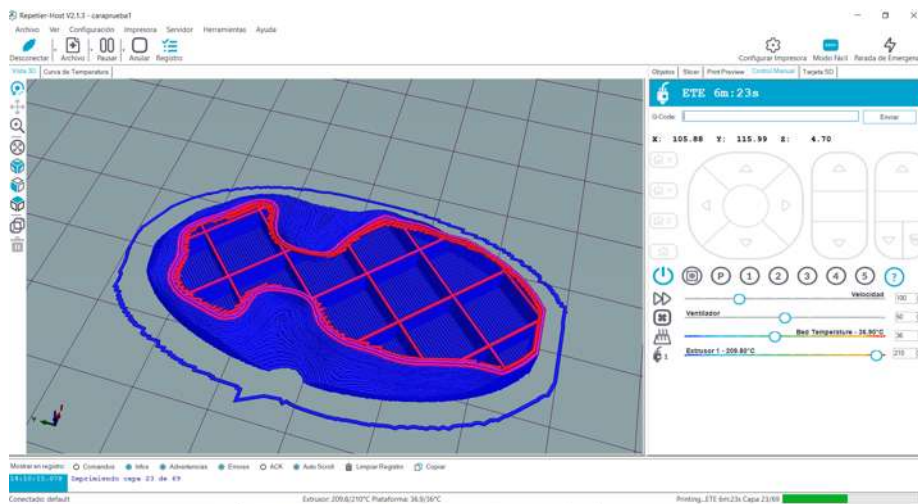 Repetier-Host V2.1.3 - caraprueba1
Archivo Ver Configuración Impresora Servidor Herramientas Ayuda
Desconectar Archivo Pausar Anular Registro
Configurar Impresora Modo Fácil Parada de Emergenc
Vista 3D Curva de Temperatura
Objetos Slicer Print Preview Control Manual Tarjeta SD
ETE 6m:23s
G-Code: Enviar
X: 105.88 Y: 115.99 Z: 4.70
P 1 2 3 4 5 ?
Velocidad 100
Ventilador
Bed Temperature - 36.90°C 36
1 Extrusor 1 - 209.80°C 210
Mostrar en registro: Comandos Infos Advertencias Errores ACK Auto Scroll Limpiar Registro Copiar
Imprimiendo capa 23 de 69
Conectado: default
Extrusor: 209.8/210°C Plataforma: 36.9/36°C
Printing...ETE 6m:23s Capa 23/69